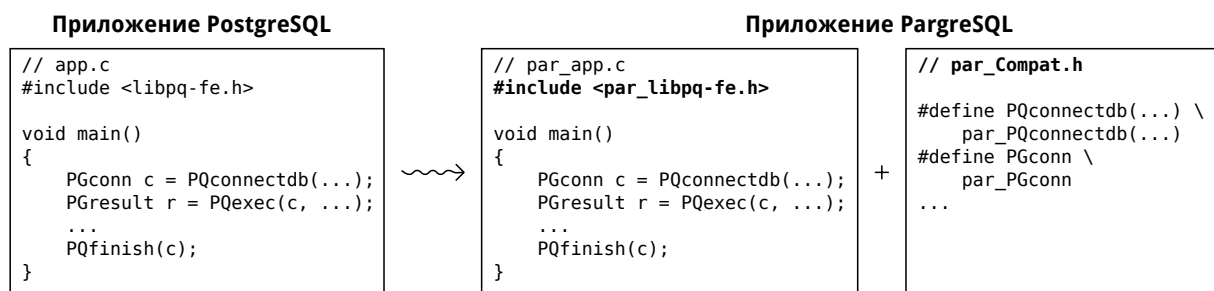 Приложение PostgreSQL
// app.c
#include <libpq-fe.h>
void main()
{
    PGconn c = PQconnectdb(...);
    PGresult r = PQexec(c, ...);
    ...
    PQfinish(c);
}
Приложение PargreSQL
// par_app.c
#include <par_libpq-fe.h>
void main()
{
    PGconn c = PQconnectdb(...);
    PGresult r = PQexec(c, ...);
    ...
    PQfinish(c);
}
+
// par_Compat.h
#define PQconnectdb(...) \
    par_PQconnectdb(...)
#define PGconn \
    par_PGconn
...